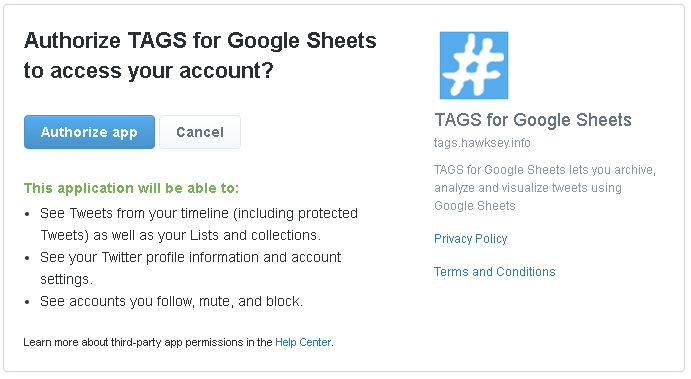 Authorize TAGS for Google Sheets
to access your account?
Authorize app
Cancel
This application will be able to:
• See Tweets from your timeline (including protected
Tweets) as well as your Lists and collections.
• See your Twitter profile information and account
settings.
• See accounts you follow, mute, and block.
Learn more about third-party app permissions in the Help Center.
#
TAGS for Google Sheets
tags.hawksey.info
TAGS for Google Sheets lets you archive,
analyze and visualize tweets using
Google Sheets
Privacy Policy
Terms and Conditions